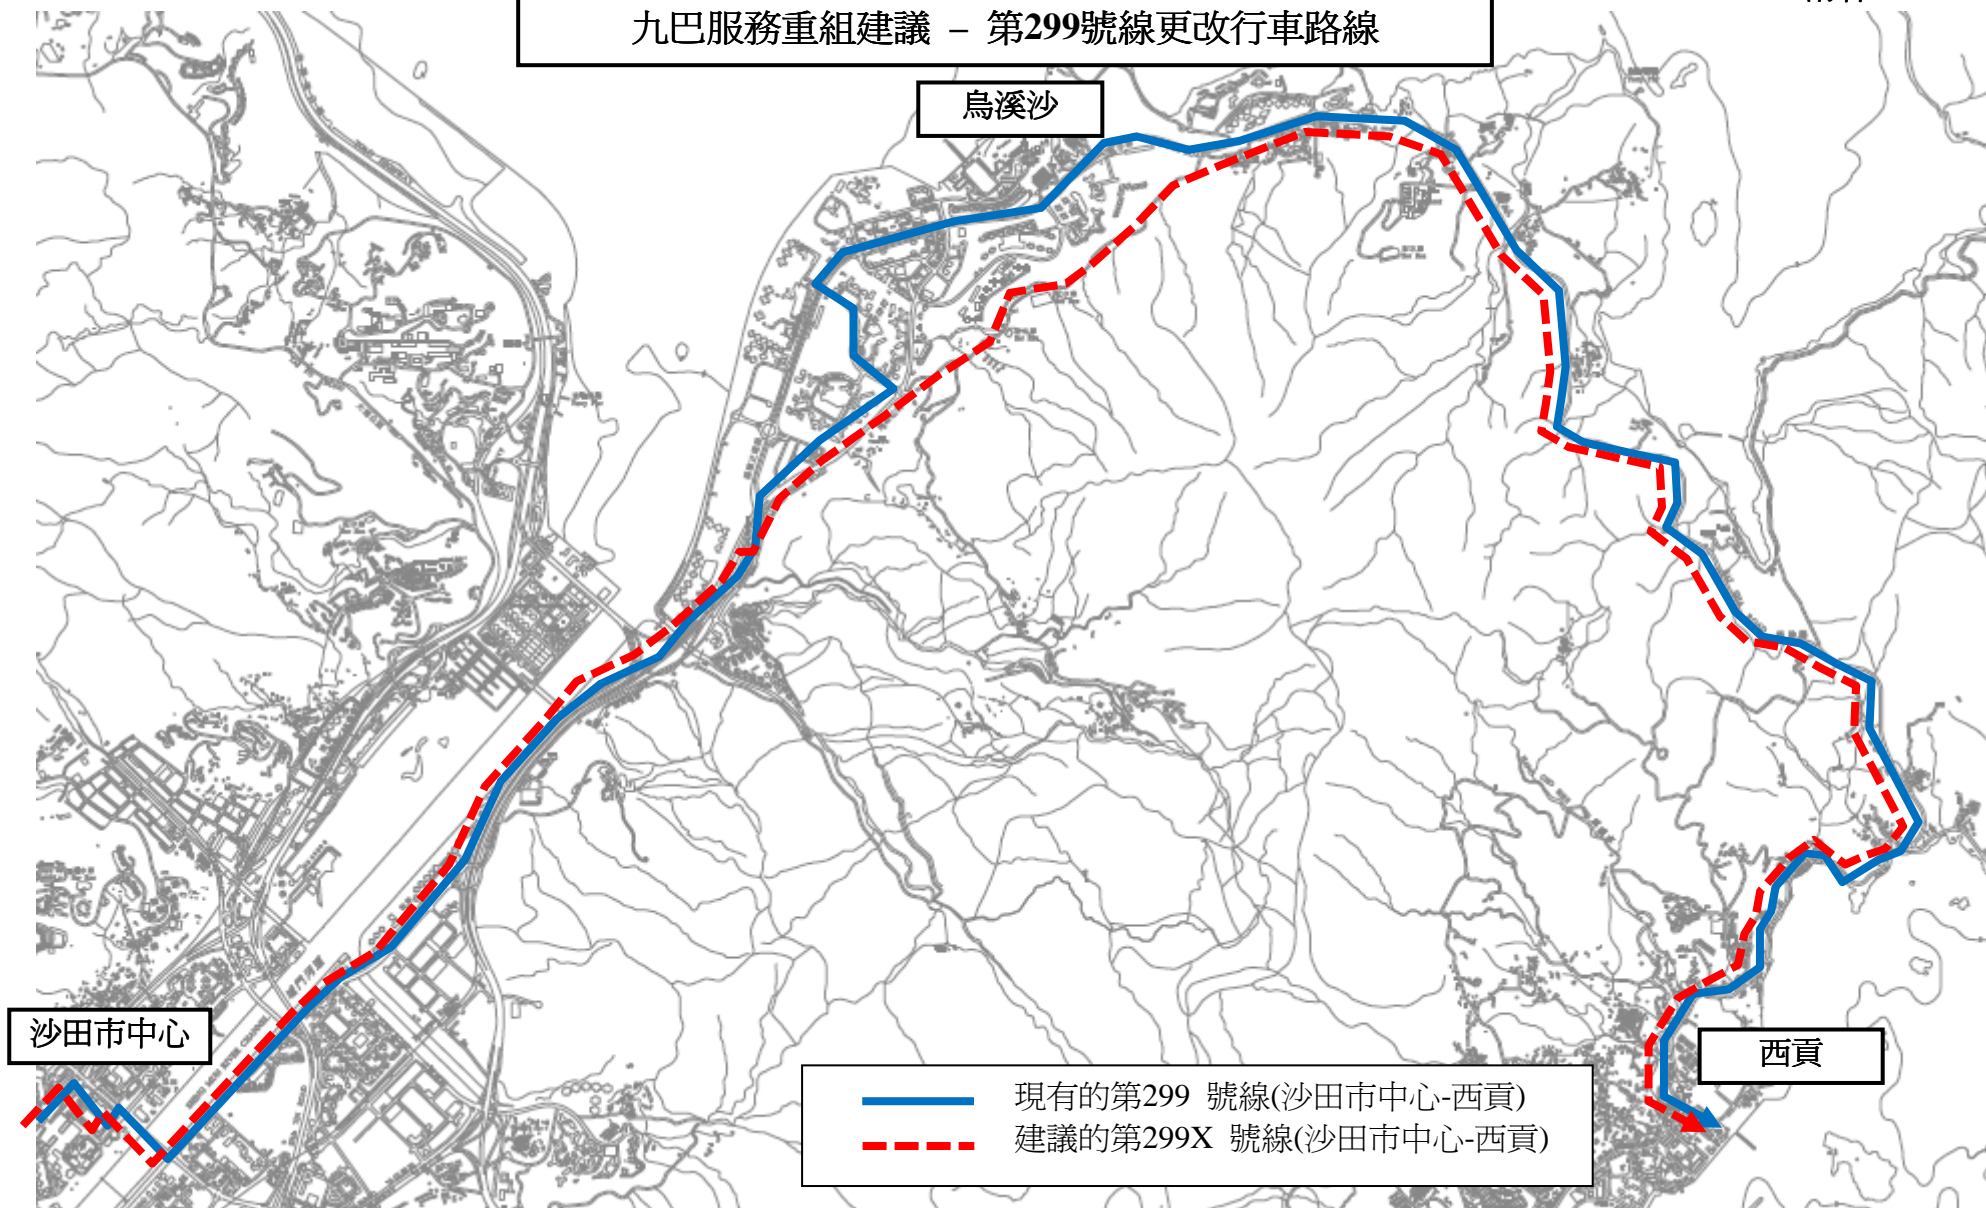 九巴服務重組建議 – 第299號線更改行車路線
烏溪沙
沙田市中心
西貢
現有的第299 號線(沙田市中心-西貢)
建議的第299X 號線(沙田市中心-西貢)